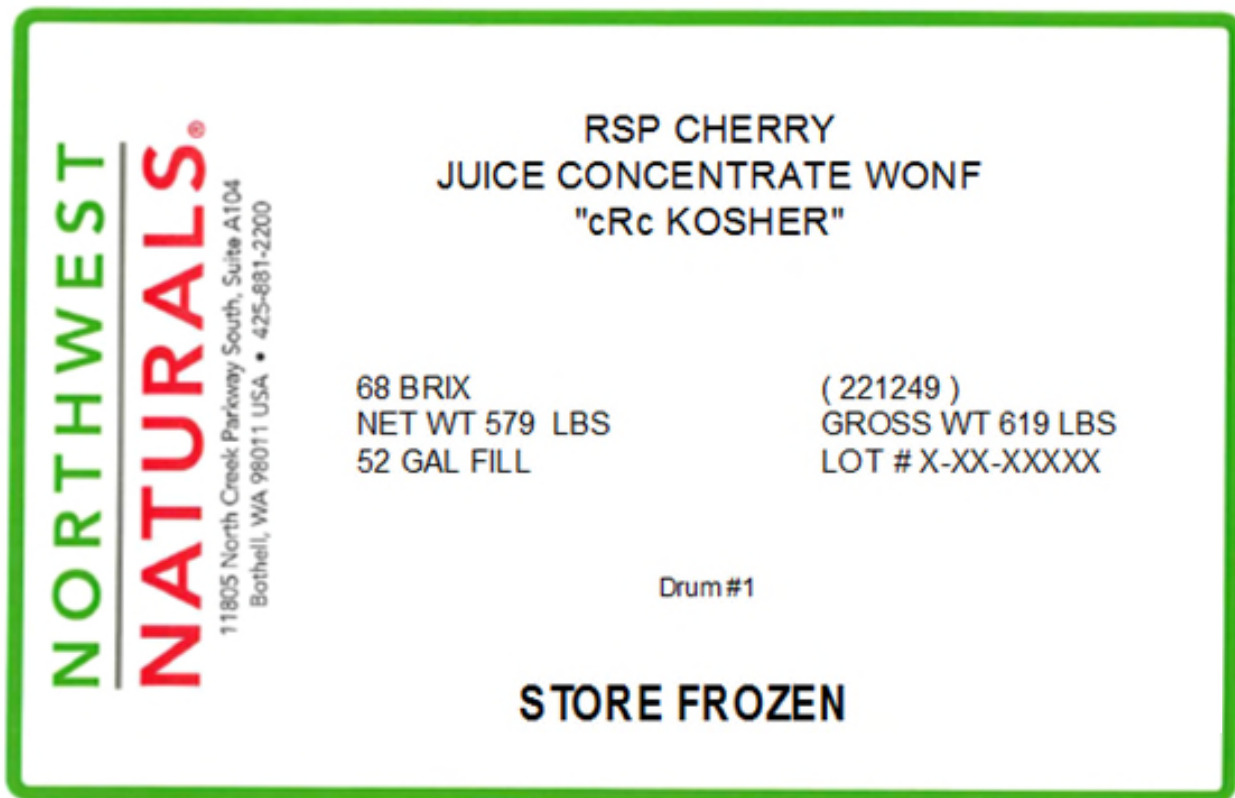 NORTHWEST
NATURALS®
11805 North Creek Parkway South, Suite A104
Bothell, WA 98011 USA • 425-881-2200
RSP CHERRY
JUICE CONCENTRATE WONF
"cRc KOSHER"
68 BRIX
NET WT 579 LBS
52 GAL FILL
( 221249 )
GROSS WT 619 LBS
LOT # X-XX-XXXXX
Drum #1
STORE FROZEN